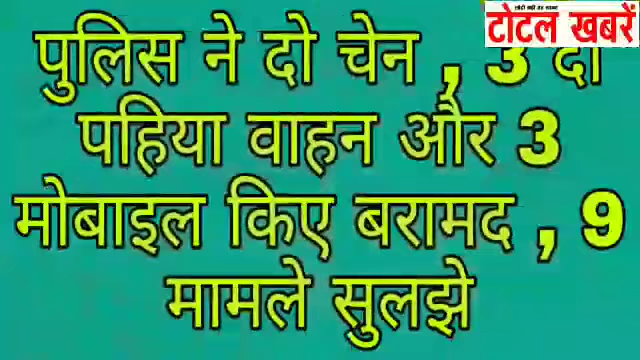 टोटल खबरें
पुलिस ने दो चेन , 3 दो
पहिया वाहन और 3
मोबाइल किए बरामद , 9
मामले सुलझे